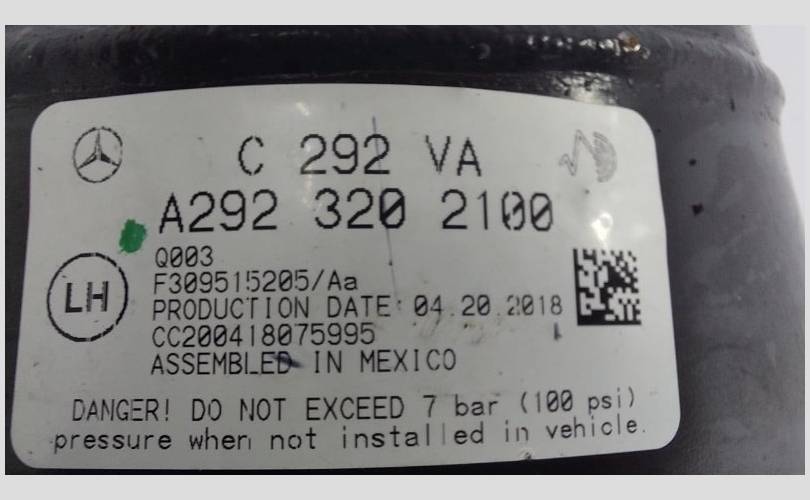 C 292 VA
A292 320 2100
Q003
F309515205/Aa
LH
PRODUCTION DATE: 04.20.2018
CC200418075995
ASSEMBLED IN MEXICO
DANGER! DO NOT EXCEED 7 bar (100 psi)
pressure when not installed in vehicle.